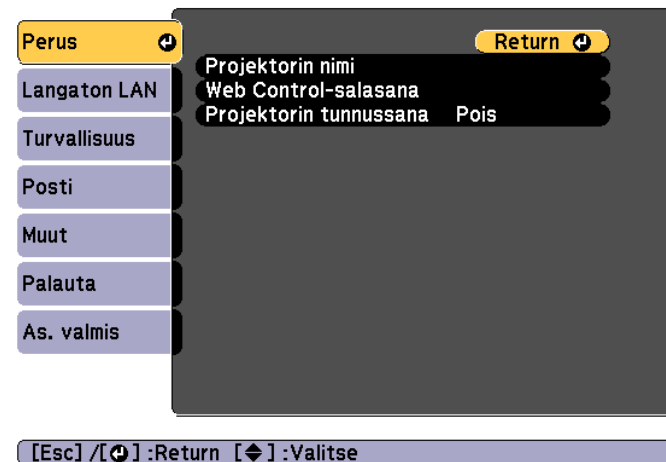 Perus
Return
Projektorin nimi
Langaton LAN
Web Control-salasana
Projektorin tunnussana Pois
Turvallisuus
Posti
Muut
Palauta
As. valmis
[Esc] /[ ] :Return [ ] :Valitse